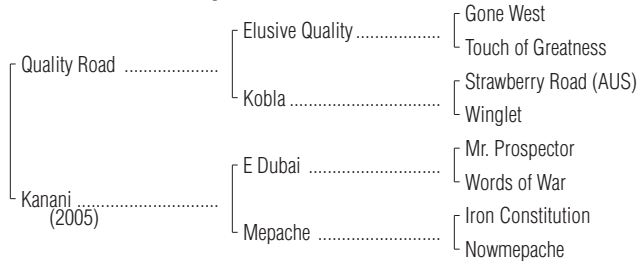 Gone West
Elusive Quality ..................
Touch of Greatness
Quality Road ....................
Strawberry Road (AUS)
Kobla ................................
Winglet
Mr. Prospector
E Dubai ............................
Words of War
Kanani ..............................
(2005)
Iron Constitution
Mepache ..........................
Nowmepache